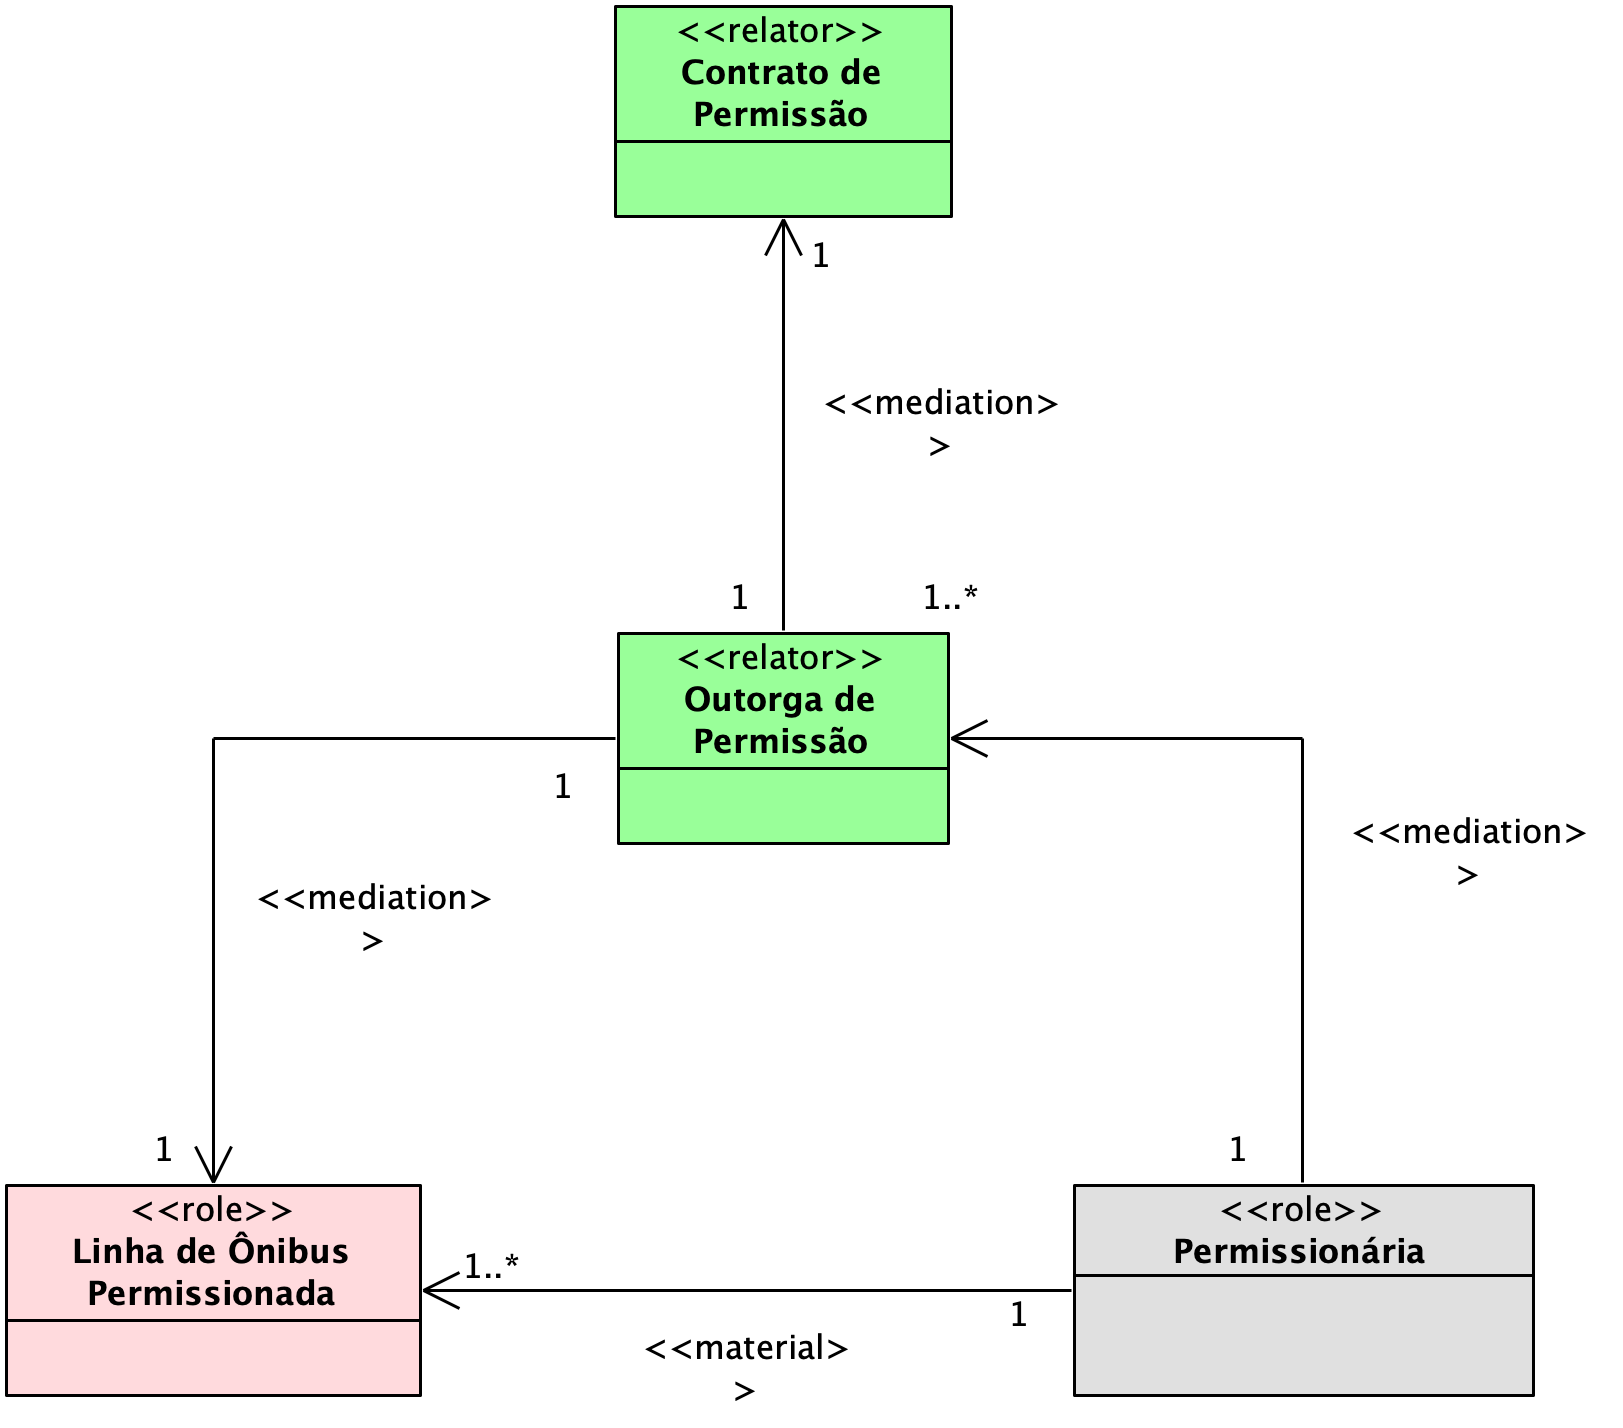 <<relator>>
Contrato de
Permissão
1
<<mediation>
>
1
1..*
<<relator>>
Outorga de
Permissão
1
<<mediation>
>
<<mediation>
>
1
1
<<role>>
Linha de Ônibus
Permissionada
<<role>>
Permissionária
1..*
1
<<material>
>